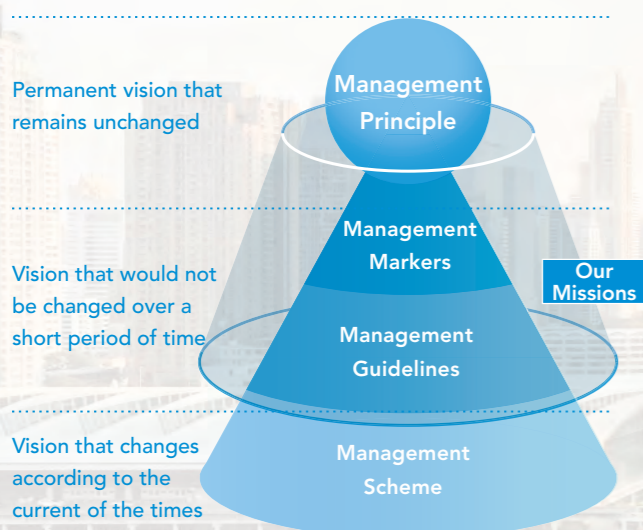 Permanent vision that
remains unchanged
Management
Principle
Vision that would not
be changed over a
short period of time
Management
Markers
Management
Guidelines
Our
Missions
Vision that changes
according to the
current of the times
Management
Scheme